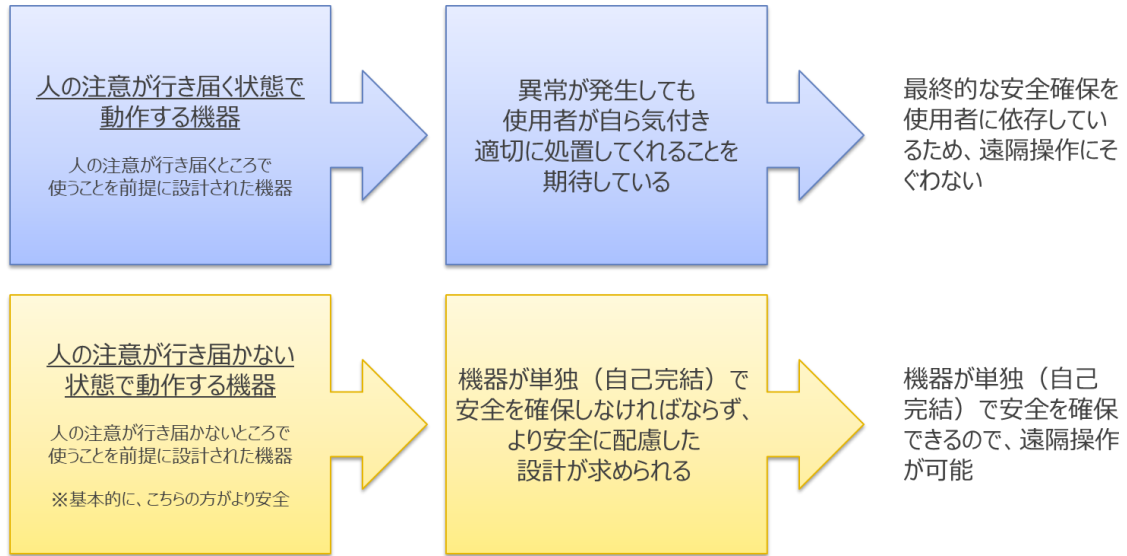 人の注意が行き届く状態で
動作する機器
人の注意が行き届くところで
使うことを前提に設計された機器
異常が発生しても
使用者が自ら気付き
適切に処置してくれることを
期待している
最終的な安全確保を
使用者に依存してい
るため、遠隔操作にそ
ぐわない
人の注意が行き届かない
状態で動作する機器
人の注意が行き届かないところで
使うことを前提に設計された機器
※基本的に、こちらの方がより安全
機器が単独（自己完結）で
安全を確保しなければならず、
より安全に配慮した
設計が求められる
機器が単独（自己
完結）で安全を確保
できるので、遠隔操作
が可能